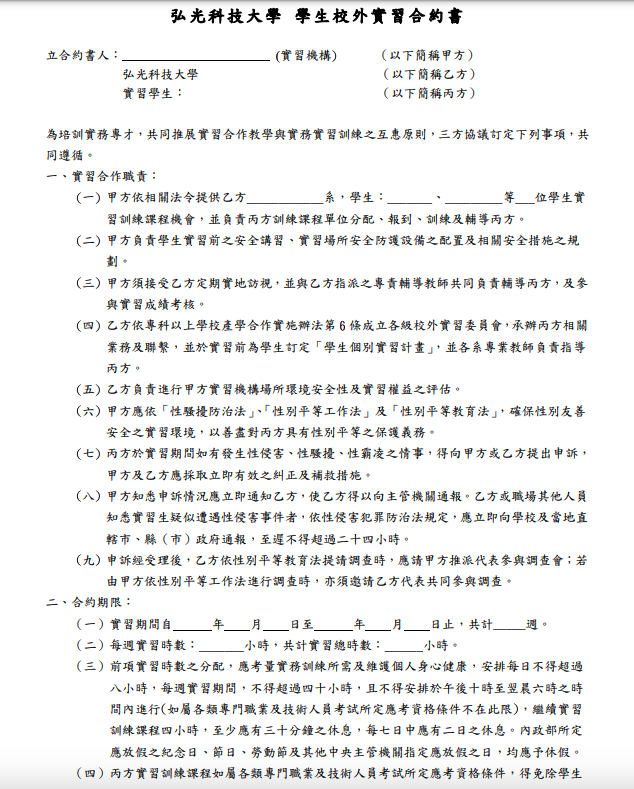 弘光科技大學 學生校外實習合約書
立合約書人：____________________ (實習機構) （以下簡稱甲方）
弘光科技大學 （以下簡稱乙方）
實習學生： （以下簡稱丙方）
為培訓實務專才，共同推展實習合作教學與實務實習訓練之互惠原則，三方協議訂定下列事項，共
同遵循。
一、實習合作職責：
（一）甲方依相關法令提供乙方__________系，學生：______、________等___位學生實
習訓練課程機會，並負責丙方訓練課程單位分配、報到、訓練及輔導丙方。
（二）甲方負責學生實習前之安全講習、實習場所安全防護設備之配置及相關安全措施之規
劃。
（三）甲方須接受乙方定期實地訪視，並與乙方指派之專責輔導教師共同負責輔導丙方，及參
與實習成績考核。
（四）乙方依專科以上學校產學合作實施辦法第 6 條成立各級校外實習委員會，承辦丙方相關
業務及聯繫，並於實習前為學生訂定「學生個別實習計畫」，並各系專業教師負責指導
丙方。
（五）乙方負責進行甲方實習機構場所環境安全性及實習權益之評估。
（六）甲方應依「性騷擾防治法」、「性別平等工作法」及「性別平等教育法」，確保性別友善
安全之實習環境，以善盡對丙方具有性別平等之保護義務。
（七）丙方於實習期間如有發生性侵害、性騷擾、性霸凌之情事，得向甲方或乙方提出申訴，
甲方及乙方應採取立即有效之糾正及補救措施。
（八）甲方知悉申訴情況應立即通知乙方，使乙方得以向主管機關通報。乙方或職場其他人員
知悉實習生疑似遭遇性侵害事件者，依性侵害犯罪防治法規定，應立即向學校及當地直
轄市、縣（市）政府通報，至遲不得超過二十四小時。
（九）申訴經受理後，乙方依性別平等教育法提請調查時，應請甲方推派代表參與調查會；若
由甲方依性別平等工作法進行調查時，亦須邀請乙方代表共同參與調查。
二、合約期限：
（一）實習期間自_____年___月___日至_____年___月___日止，共計____週。
（二）每週實習時數：______小時，共計實習總時數：_____小時。
（三）前項實習時數之分配，應考量實務訓練所需及維護個人身心健康，安排每日不得超過
八小時，每週實習期間，不得超過四十小時，且不得安排於午後十時至翌晨六時之時
間內進行(如屬各類專門職業及技術人員考試所定應考資格條件不在此限)，繼續實習
訓練課程四小時，至少應有三十分鐘之休息，每七日中應有二日之休息。內政部所定
應放假之紀念日、節日、勞動節及其他中央主管機關指定應放假之日，均應予休假。
（四）丙方實習訓練課程如屬各類專門職業及技術人員考試所定應考資格條件，得免除學生